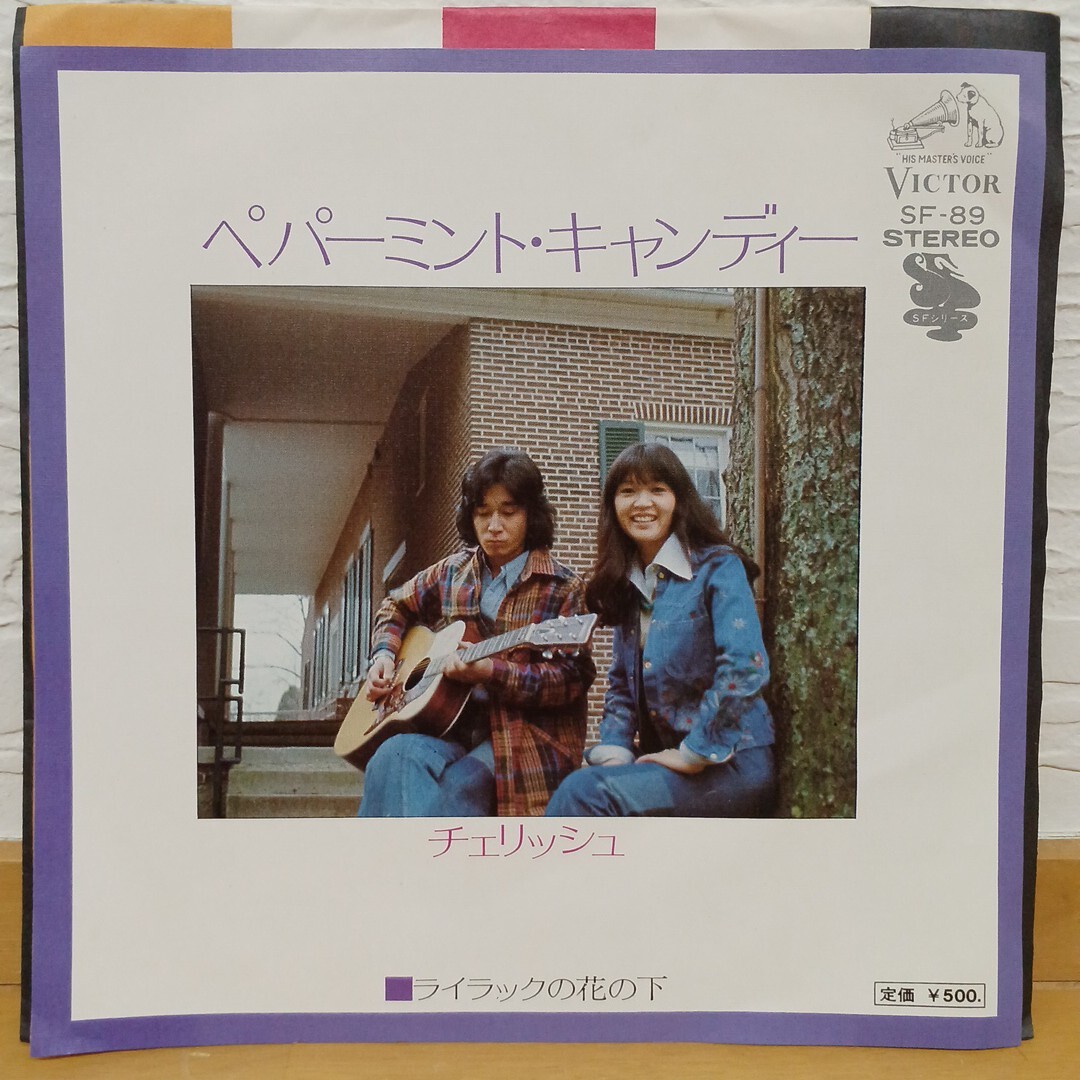 "HIS MASTER'S VOICE"
VICTOR
SF-89
STEREO
SFシリーズ
ペパーミント・キャンディー
チェリッシュ
■ライラックの花の下
定価 ¥500.